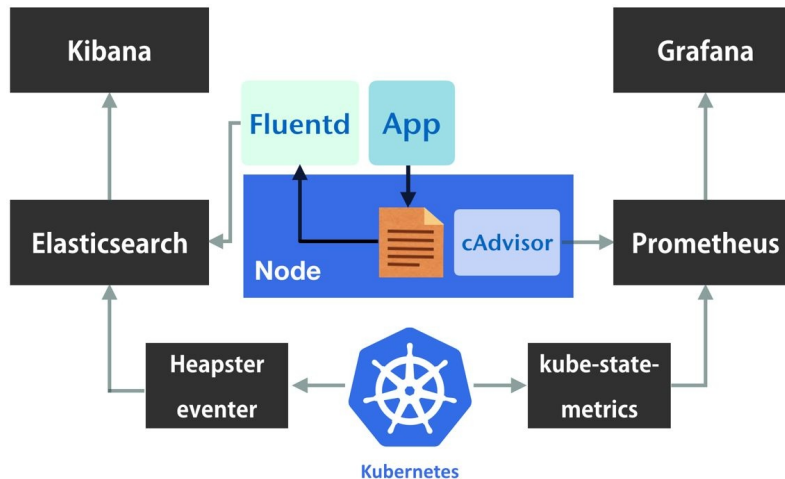 Kibana
Grafana
Fluentd
App
Elasticsearch
cAdvisor
Prometheus
Node
Heapster
eventer
kube-state-
metrics
Kubernetes